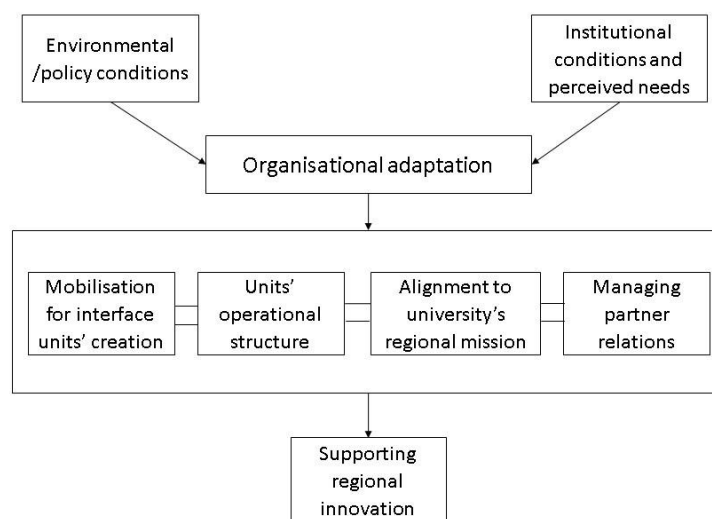 Environmental
/policy conditions
Institutional
conditions and
perceived needs
Organisational adaptation
Mobilisation
for interface
units' creation
Units'
operational
structure
Alignment to
university's
regional mission
Managing
partner
relations
Supporting
regional
innovation